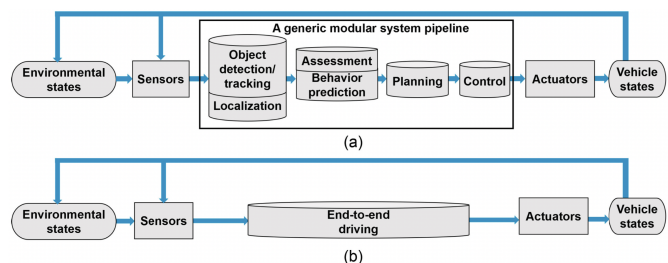 A generic modular system pipeline
Environmental
states
Sensors
Object
detection/
tracking
Localization
Assessment
Behavior
prediction
Planning
Control
Actuators
Vehicle
states
(a)
Environmental
states
Sensors
End-to-end
driving
Actuators
Vehicle
states
(b)